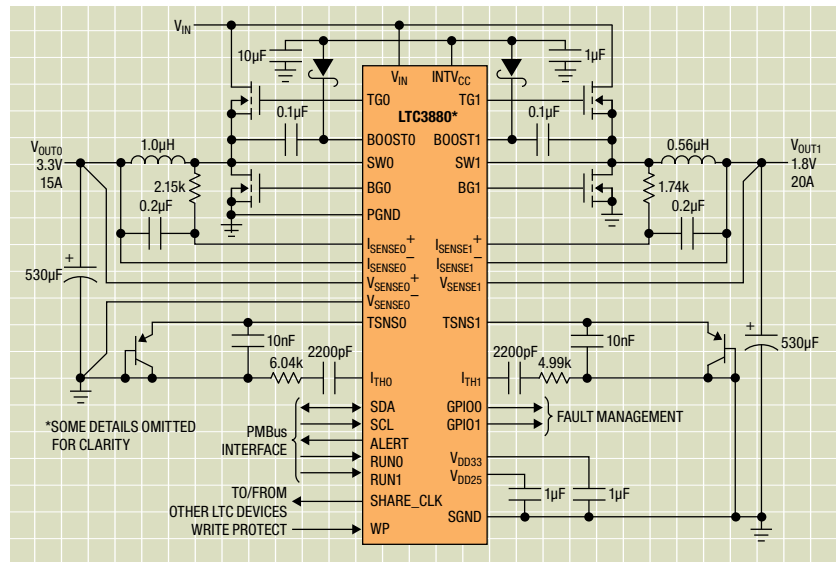 VIN
10µF
1µF
VIN
INTVCC
TG0
LTC3880*
TG1
0.1µF
0.1µF
BOOST0
BOOST1
VOUT0
3.3V
15A
1.0µH
SW0
SW1
0.56µH
VOUT1
1.8V
20A
2.15k
BG0
BG1
1.74k
0.2µF
PGND
0.2µF
ISENSE0+
ISENSE1+
ISENSE0–
ISENSE1–
530µF
+
VSENSE0+
VSENSE1
VSENSE0–
TSNS0
TSNS1
+
530µF
10nF
10nF
2200pF
2200pF
6.04k
4.99k
ITH0
ITH1
*SOME DETAILS OMITTED
FOR CLARITY
PMBus
INTERFACE
SDA
SCL
ALERT
RUN0
RUN1
GPIO0
GPIO1
FAULT MANAGEMENT
VDD33
VDD25
1µF
1µF
TO/FROM
OTHER LTC DEVICES
SHARE_CLK
SGND
WRITE PROTECT
WP